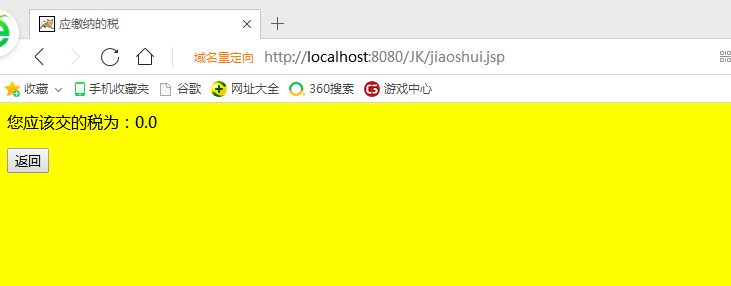 应缴纳的税
域名重定向 http://localhost:8080/JK/jiaoshui.jsp
收藏 手机收藏夹 谷歌 网址大全 360搜索 游戏中心
您应该交的税为：0.0
返回